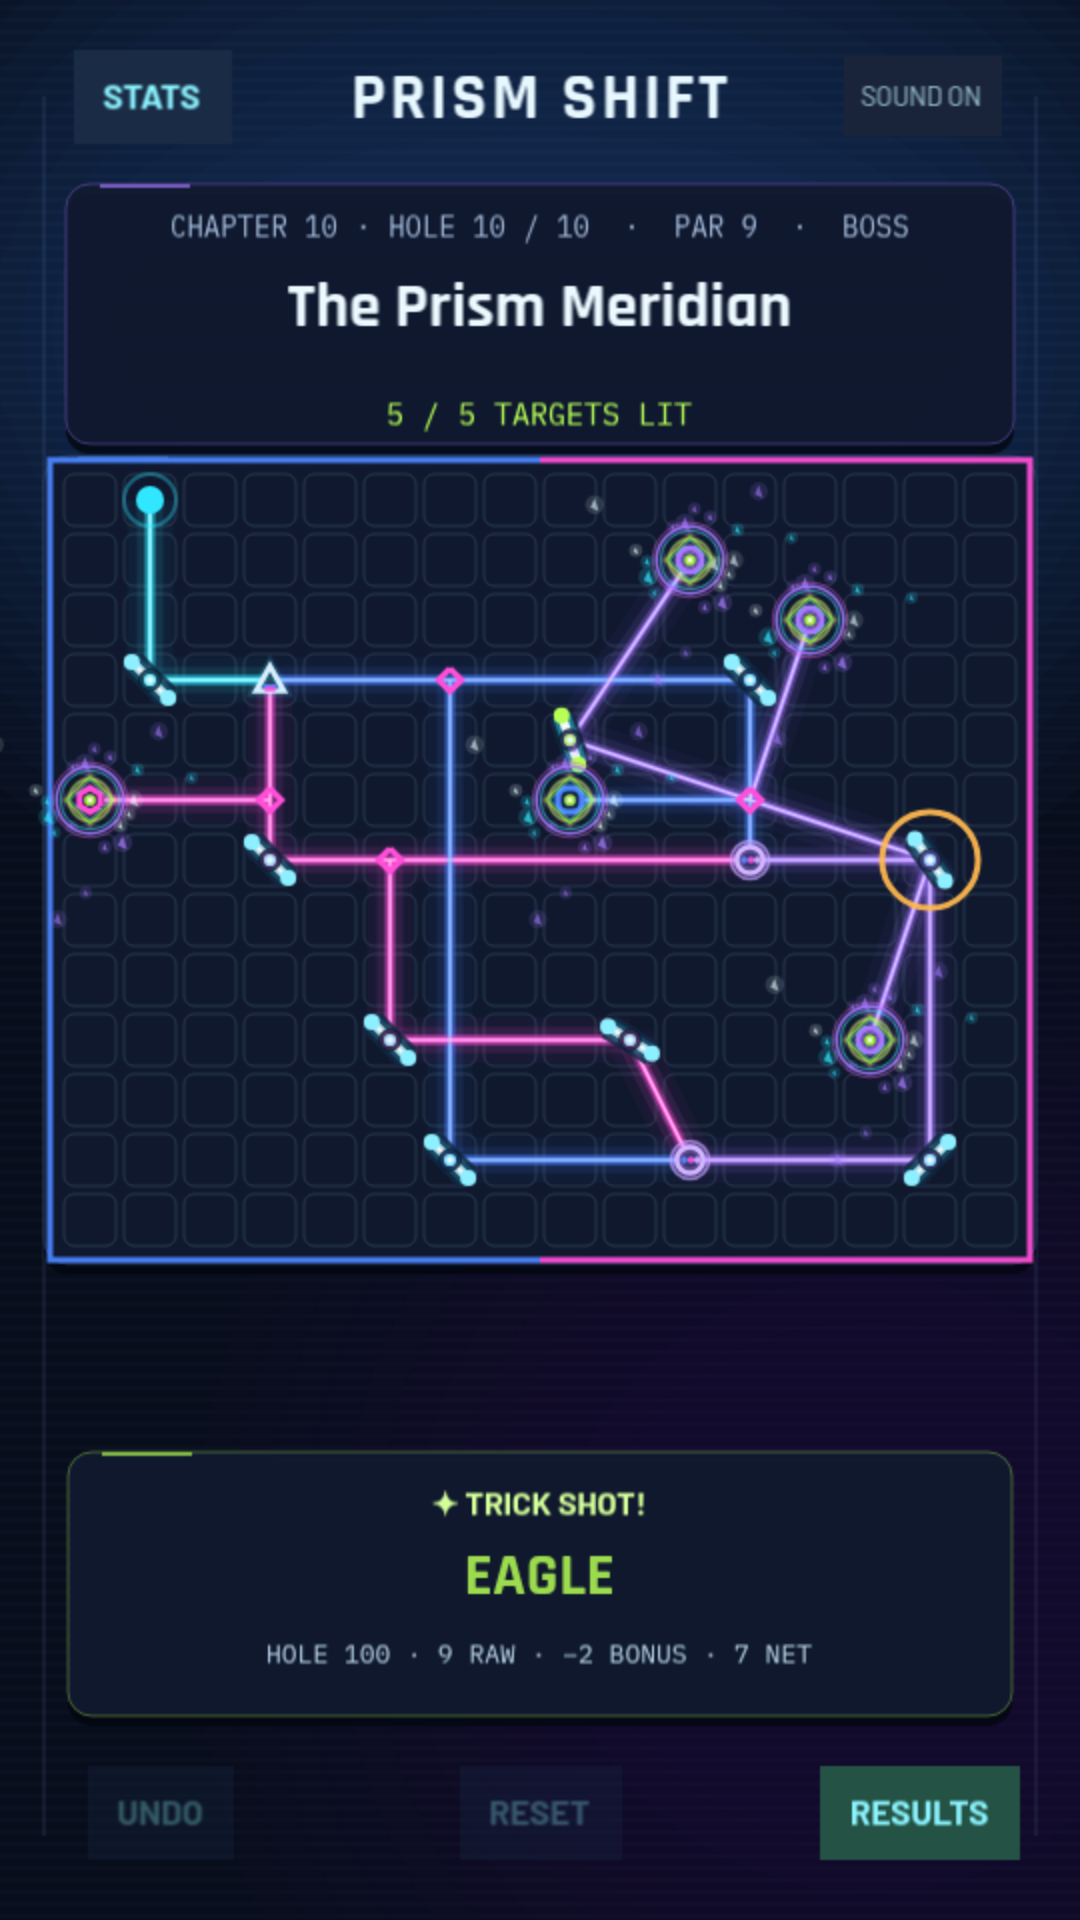 STATS
PRISM SHIFT
SOUND ON
CHAPTER 10 · HOLE 10 / 10 · PAR 9 · BOSS
The Prism Meridian
5 / 5 TARGETS LIT
✦ TRICK SHOT!
EAGLE
HOLE 100 · 9 RAW · −2 BONUS · 7 NET
UNDO
RESET
RESULTS